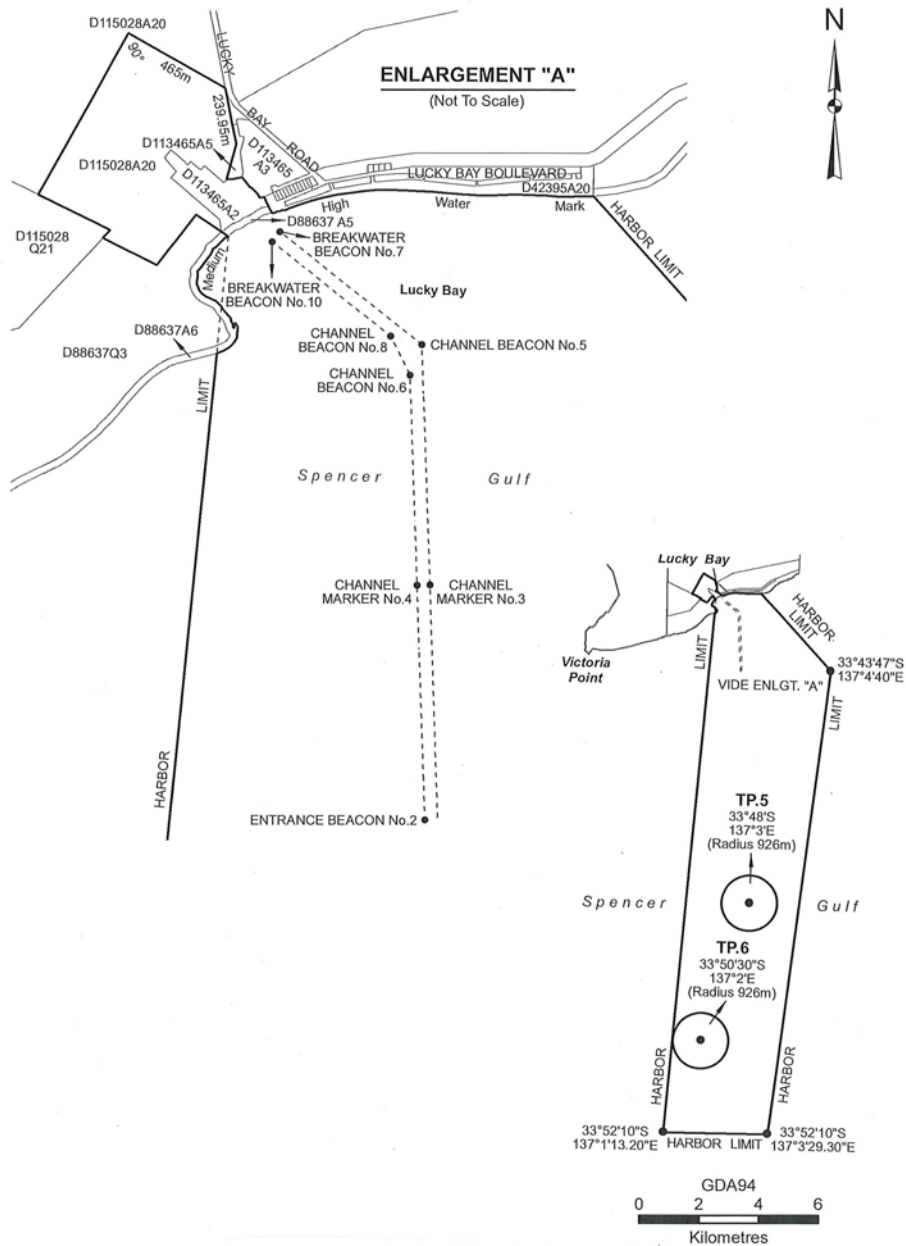 D115028A20
N
ENLARGEMENT "A"
(Not To Scale)
LUCKY
BAY
ROAD
90°
465m
239.95m
D113465A5
D113465
A3
D115028A20
D113465A2
LUCKY BAY BOULEVARD
D42395A20
High
Water
Mark
HARBOR LIMIT
D88637 A5
BREAKWATER
BEACON No.7
D115028
Q21
Medium
BREAKWATER
BEACON No.10
Lucky Bay
CHANNEL
BEACON No.8
CHANNEL BEACON No.5
D88637A6
D88637Q3
CHANNEL
BEACON No.6
LIMIT
Spencer
Gulf
CHANNEL
MARKER No.4
CHANNEL
MARKER No.3
HARBOR
ENTRANCE BEACON No.2
Lucky Bay
HARBOR
LIMIT
LIMIT
Victoria
Point
33°43'47"S
137°4'40"E
VIDE ENLGT. "A"
LIMIT
TP.5
33°48'S
137°3'E
(Radius 926m)
Spencer
Gulf
TP.6
33°50'30"S
137°2'E
(Radius 926m)
HARBOR
HARBOR
33°52'10"S
137°1'13.20"E
HARBOR LIMIT
33°52'10"S
137°3'29.30"E
GDA94
0 2 4 6
Kilometres